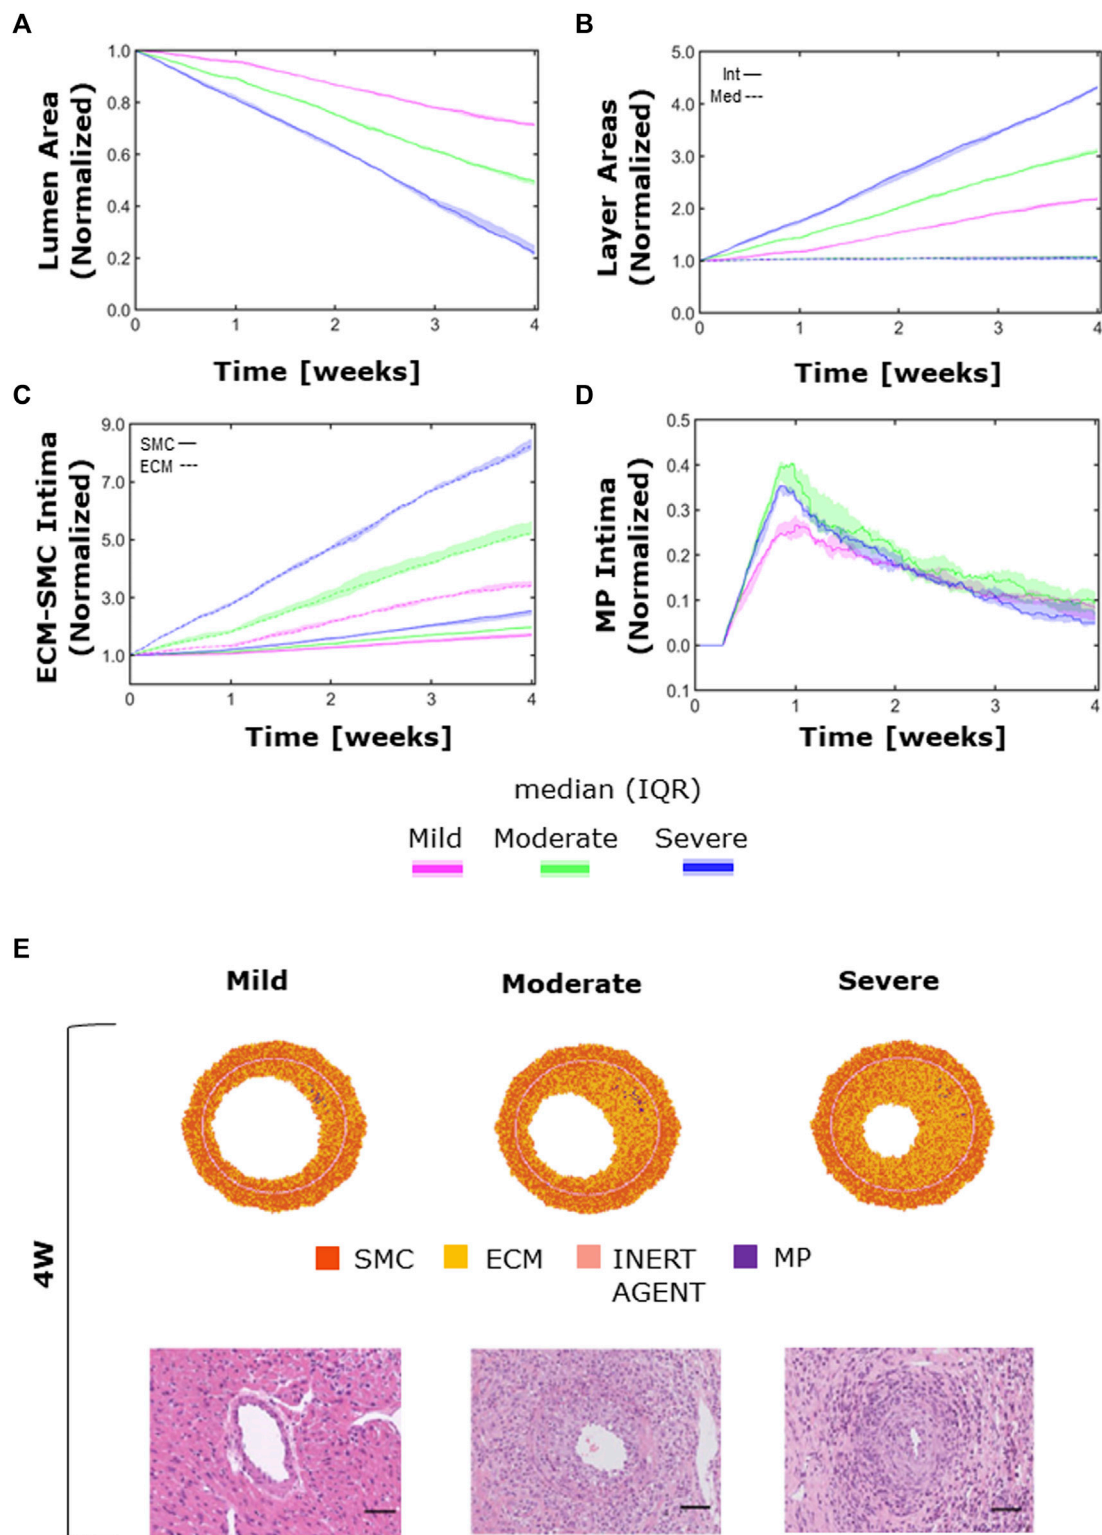 A
Lumen Area
(Normalized)
1.0
0.8
0.6
0.4
0.2
0.0
0 1 2 3 4
Time [weeks]
B
Layer Areas
(Normalized)
5.0
4.0
3.0
2.0
1.0
0.0
Int
Med
0 1 2 3 4
Time [weeks]
C
ECM-SMC Intima
(Normalized)
9.0
7.0
5.0
3.0
1.0
SMC
ECM
0 1 2 3 4
Time [weeks]
D
MP Intima
(Normalized)
0.5
0.4
0.3
0.2
0.1
0.0
0.1
0 1 2 3 4
Time [weeks]
median (IQR)
Mild Moderate Severe
E
Mild Moderate Severe
4W
SMC ECM INERT MP
AGENT